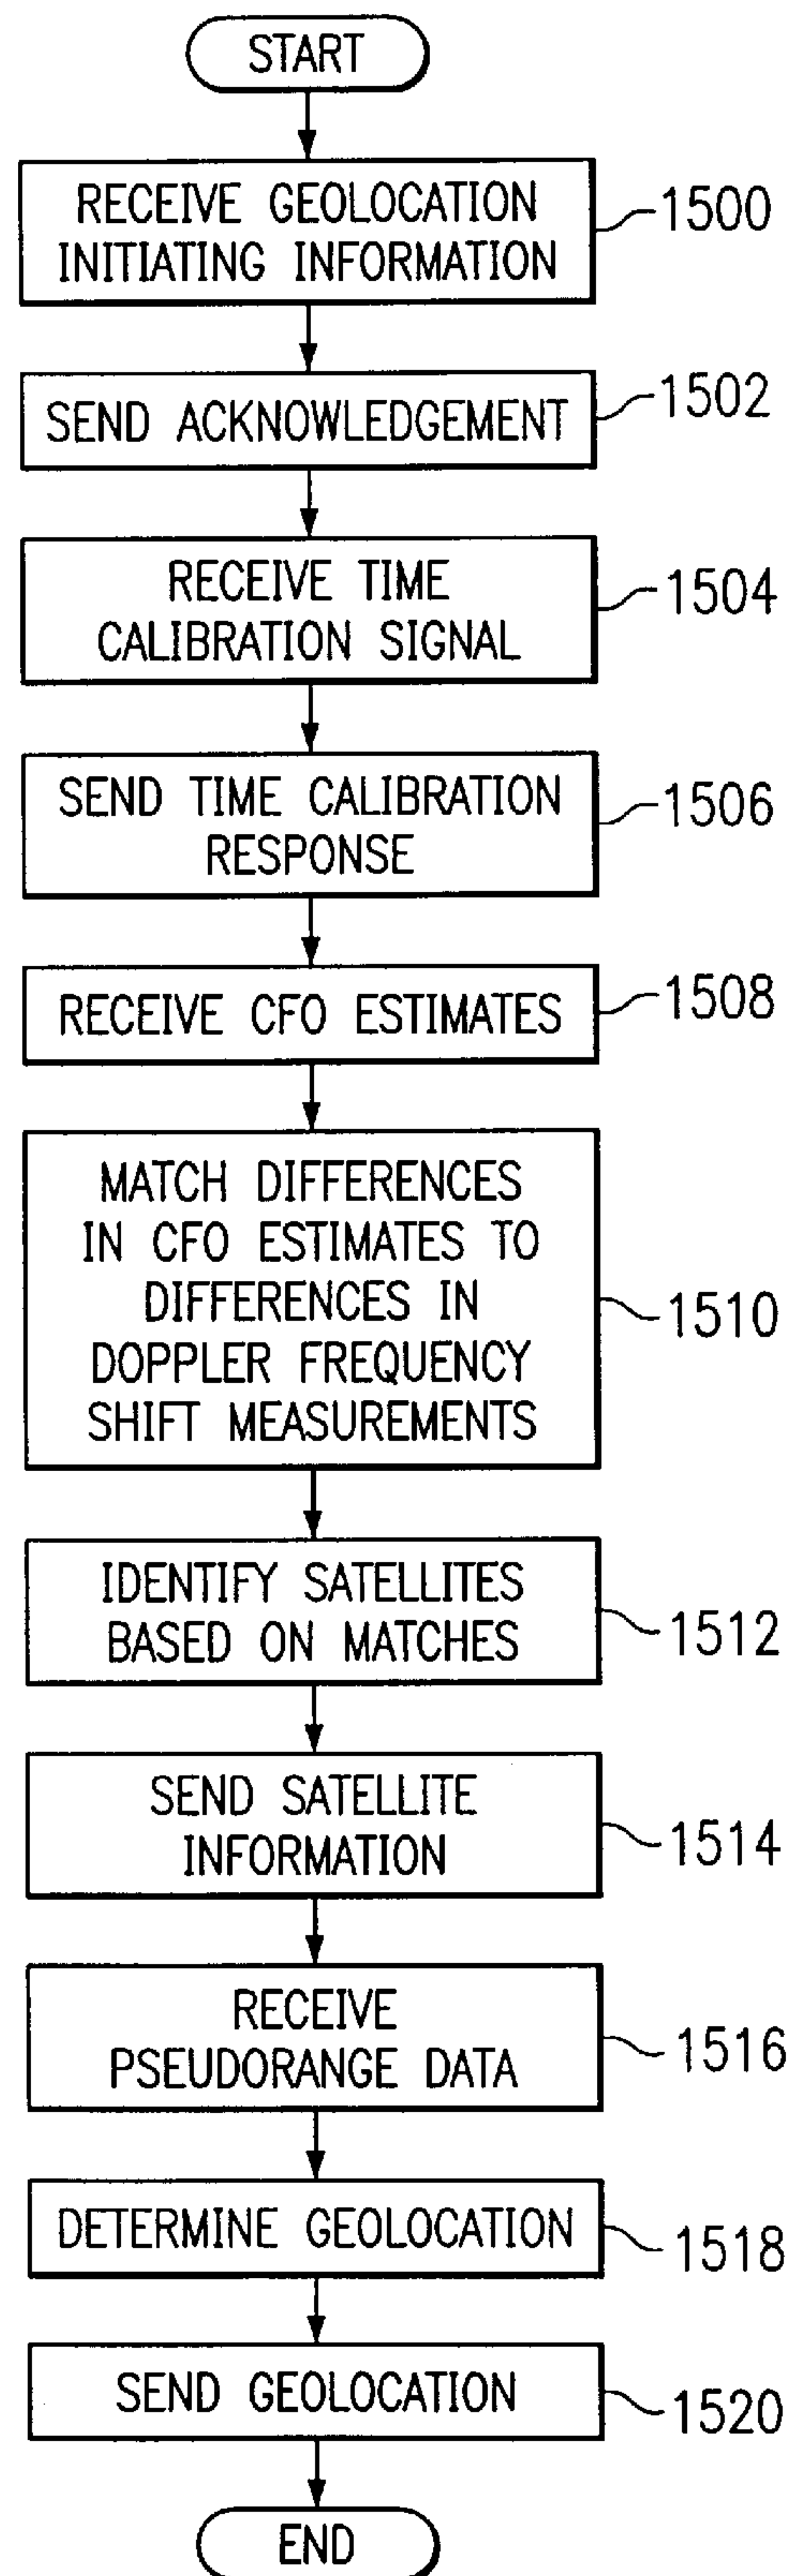 START
RECEIVE GEOLOCATION
INITIATING INFORMATION
1500
SEND ACKNOWLEDGEMENT
1502
RECEIVE TIME
CALIBRATION SIGNAL
1504
SEND TIME CALIBRATION
RESPONSE
1506
RECEIVE CFO ESTIMATES
1508
MATCH DIFFERENCES
IN CFO ESTIMATES TO
DIFFERENCES IN
DOPPLER FREQUENCY
SHIFT MEASUREMENTS
1510
IDENTIFY SATELLITES
BASED ON MATCHES
1512
SEND SATELLITE
INFORMATION
1514
RECEIVE
PSEUDORANGE DATA
1516
DETERMINE GEOLOCATION
1518
SEND GEOLOCATION
1520
END